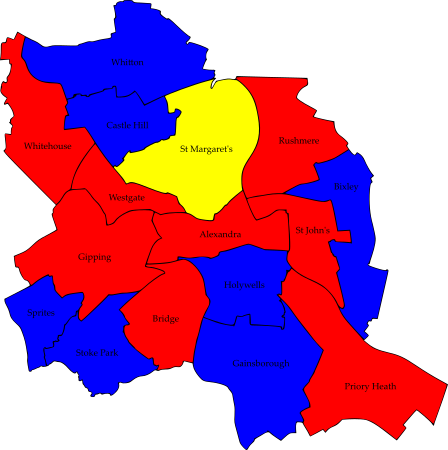 Whitton
Castle Hill
Whitehouse
St Margaret's
Rushmere
Bixley
Westgate
Alexandra
St John's
Gipping
Holywells
Sprites
Bridge
Stoke Park
Gainsborough
Priory Heath